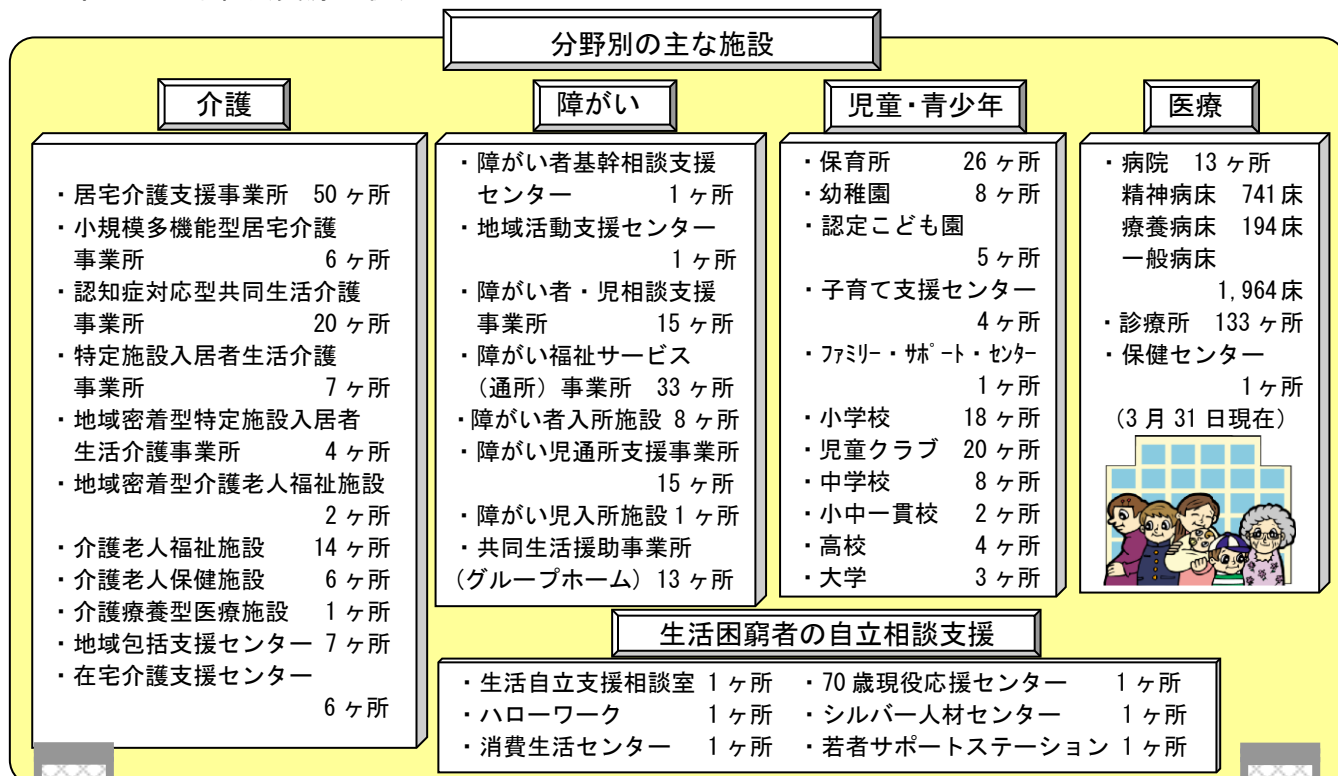 分野別の主な施設
介護
・居宅介護支援事業所 50ヶ所
・小規模多機能型居宅介護
事業所 6ヶ所
・認知症対応型共同生活介護
事業所 20ヶ所
・特定施設入居者生活介護
事業所 7ヶ所
・地域密着型特定施設入居者
生活介護事業所 4ヶ所
・地域密着型介護老人福祉施設
2ヶ所
・介護老人福祉施設 14ヶ所
・介護老人保健施設 6ヶ所
・介護療養型医療施設 1ヶ所
・地域包括支援センター 7ヶ所
・在宅介護支援センター
6ヶ所
障がい
・障がい者基幹相談支援
センター 1ヶ所
・地域活動支援センター
1ヶ所
・障がい者・児相談支援
事業所 15ヶ所
・障がい福祉サービス
（通所）事業所 33ヶ所
・障がい者入所施設 8ヶ所
・障がい児通所支援事業所
15ヶ所
・障がい児入所施設 1ヶ所
・共同生活援助事業所
(グループホーム) 13ヶ所
児童・青少年
・保育所 26ヶ所
・幼稚園 8ヶ所
・認定こども園
5ヶ所
・子育て支援センター
4ヶ所
・ﾌｧﾐﾘｰ・ｻﾎﾟｰﾄ・ｾﾝﾀｰ
1ヶ所
・小学校 18ヶ所
・児童クラブ 20ヶ所
・中学校 8ヶ所
・小中一貫校 2ヶ所
・高校 4ヶ所
・大学 3ヶ所
医療
・病院 13ヶ所
精神病床 741床
療養病床 194床
一般病床
1,964床
・診療所 133ヶ所
・保健センター
1ヶ所
(3月31日現在)
生活困窮者の自立相談支援
・生活自立支援相談室 1ヶ所 ・70歳現役応援センター 1ヶ所
・ハローワーク 1ヶ所 ・シルバー人材センター 1ヶ所
・消費生活センター 1ヶ所 ・若者サポートステーション 1ヶ所